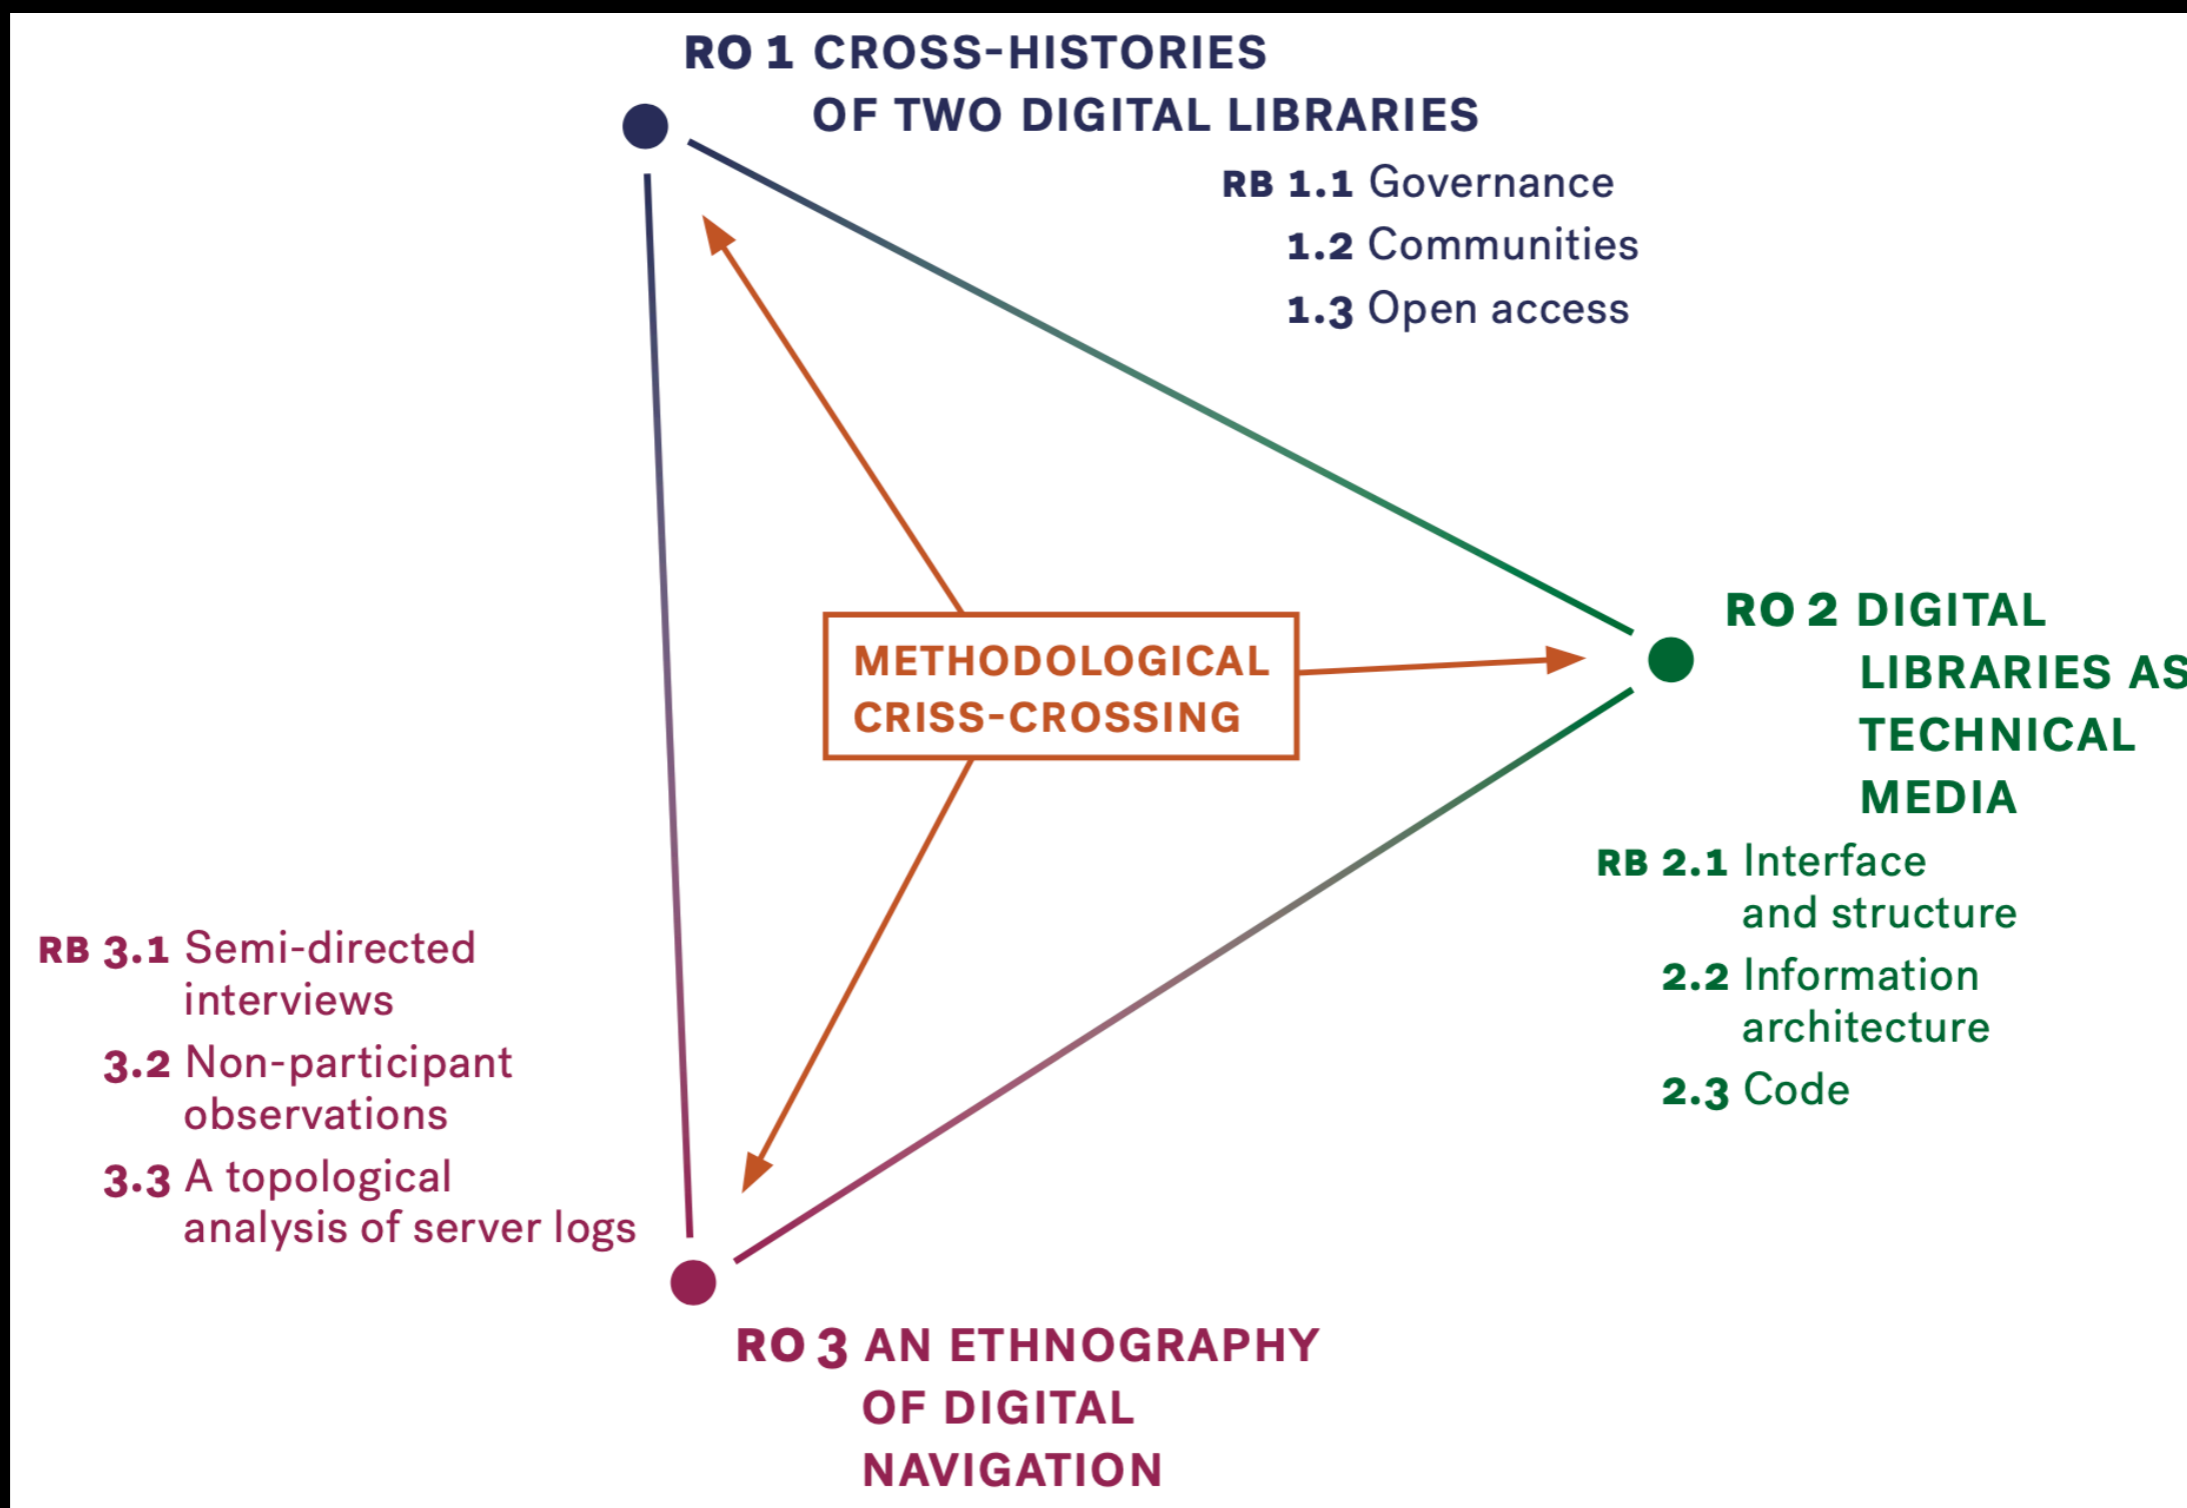 RO 1 CROSS-HISTORIES
OF TWO DIGITAL LIBRARIES
RB 1.1 Governance
1.2 Communities
1.3 Open access
METHODOLOGICAL
CRISS-CROSSING
RO 2 DIGITAL
LIBRARIES AS
TECHNICAL
MEDIA
RB 2.1 Interface
and structure
2.2 Information
architecture
2.3 Code
RB 3.1 Semi-directed
interviews
3.2 Non-participant
observations
3.3 A topological
analysis of server logs
RO 3 AN ETHNOGRAPHY
OF DIGITAL
NAVIGATION